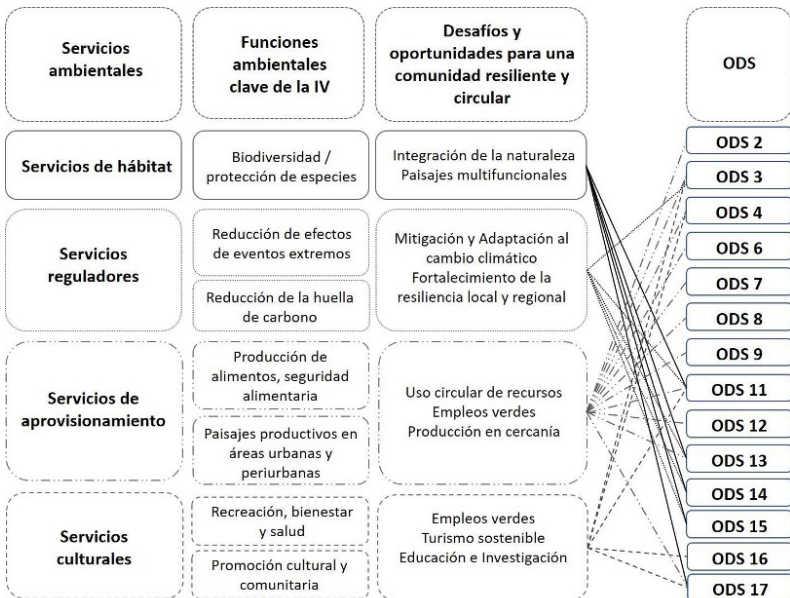 Servicios
ambientales
Funciones
ambientales
clave de la IV
Desafíos y
oportunidades para una
comunidad resiliente y
circular
ODS
Servicios de hábitat
Biodiversidad /
protección de especies
Integración de la naturaleza
Paisajes multifuncionales
Servicios
reguladores
Reducción de efectos
de eventos extremos
Reducción de la huella
de carbono
Mitigación y Adaptación al
cambio climático
Fortalecimiento de la
resiliencia local y regional
Servicios de
aprovisionamiento
Producción de
alimentos, seguridad
alimentaria
Paisajes productivos en
áreas urbanas y
periurbanas
Uso circular de recursos
Empleos verdes
Producción en cercanía
Servicios
culturales
Recreación, bienestar
y salud
Promoción cultural y
comunitaria
Empleos verdes
Turismo sostenible
Educación e Investigación
ODS 2
ODS 3
ODS 4
ODS 6
ODS 7
ODS 8
ODS 9
ODS 11
ODS 12
ODS 13
ODS 14
ODS 15
ODS 16
ODS 17